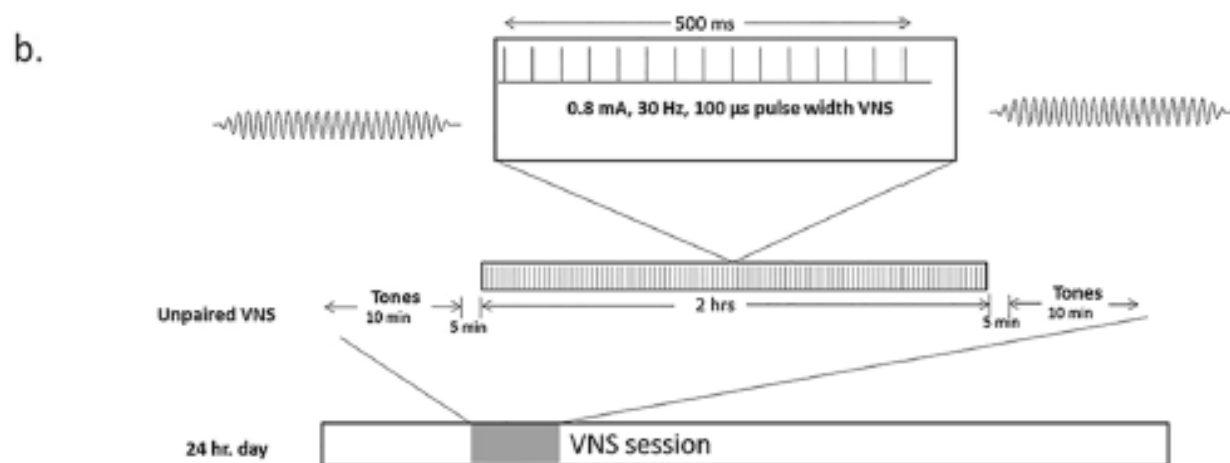 b.
500 ms
0.8 mA, 30 Hz, 100 µs pulse width VNS
Unpaired VNS
Tones
10 min
5 min
2 hrs
5 min
Tones
10 min
24 hr. day
VNS session